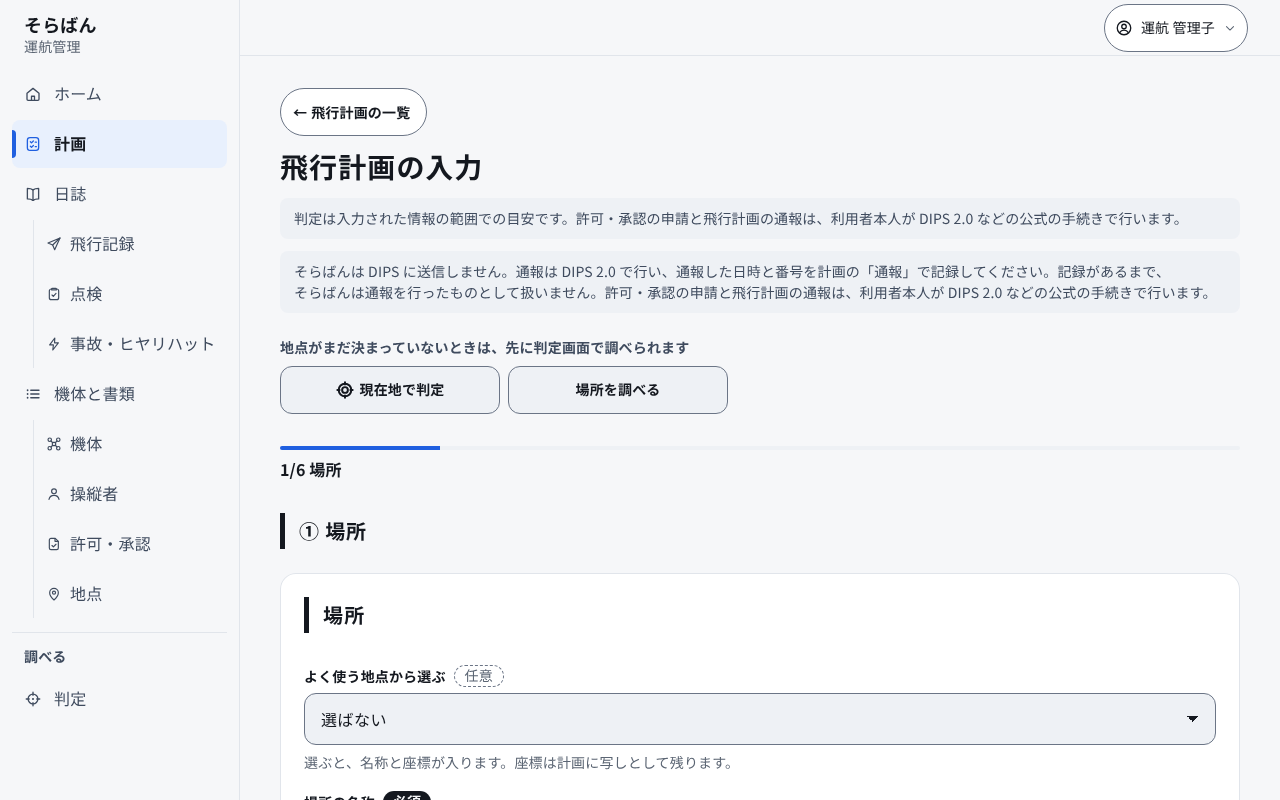 そらばん
運航管理
運航 管理子
ホーム
計画
日誌
飛行記録
点検
事故・ヒヤリハット
機体と書類
機体
操縦者
許可・承認
地点
調べる
判定
← 飛行計画の一覧
飛行計画の入力
判定は入力された情報の範囲での目安です。許可・承認の申請と飛行計画の通報は、利用者本人が DIPS 2.0 などの公式の手続きで行います。
そらばんは DIPS に送信しません。通報は DIPS 2.0 で行い、通報した日時と番号を計画の「通報」で記録してください。記録があるまで、
そらばんは通報を行ったものとして扱いません。許可・承認の申請と飛行計画の通報は、利用者本人が DIPS 2.0 などの公式の手続きで行います。
地点がまだ決まっていないときは、先に判定画面で調べられます
現在地で判定
場所を調べる
1/6 場所
① 場所
場所
よく使う地点から選ぶ 任意
選ばない
選ぶと、名称と座標が入ります。座標は計画に写しとして残ります。
場所の名称 必須